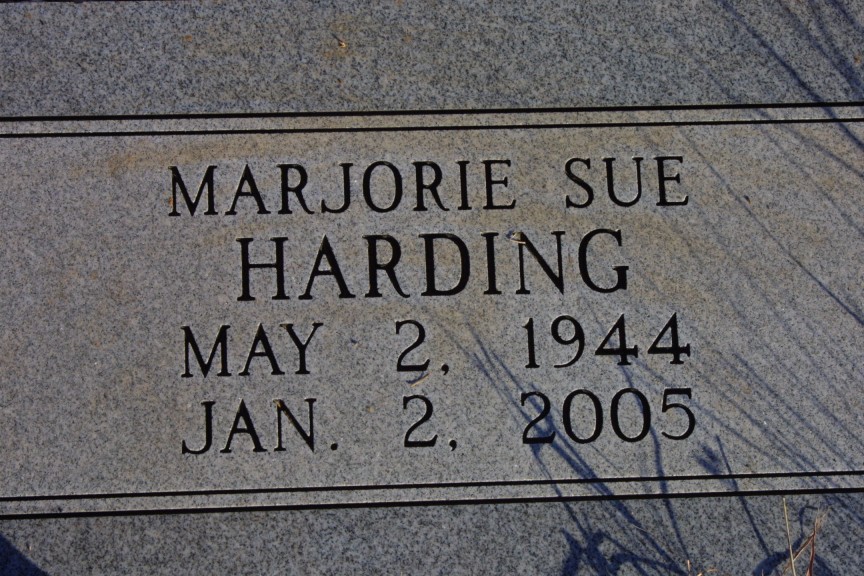 MARJORIE SUE
HARDING
MAY 2, 1944
JAN. 2, 2005